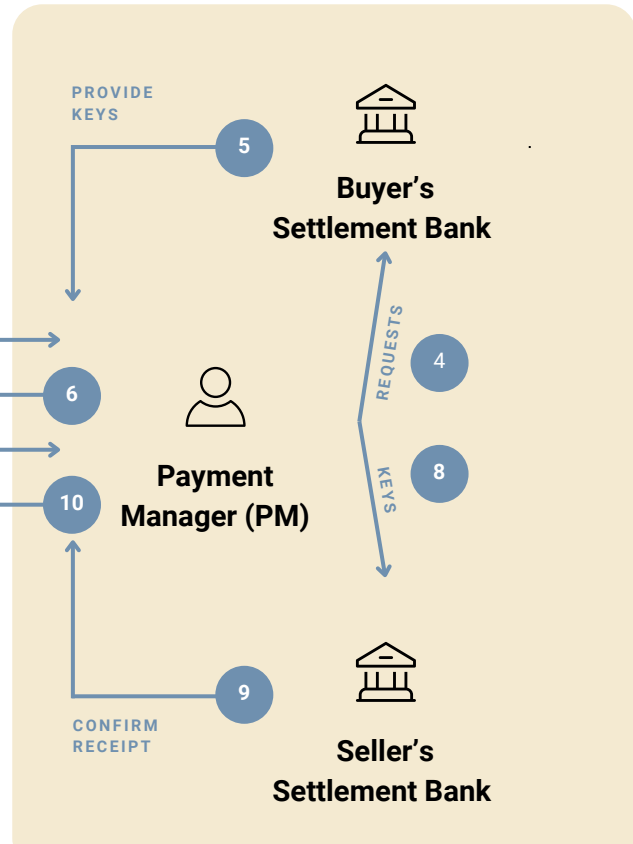 PROVIDE
KEYS
5
Buyer’s
Settlement Bank
REQUESTS
4
6
Payment
Manager (PM)
KEYS
8
10
9
CONFIRM
RECEIPT
Seller’s
Settlement Bank